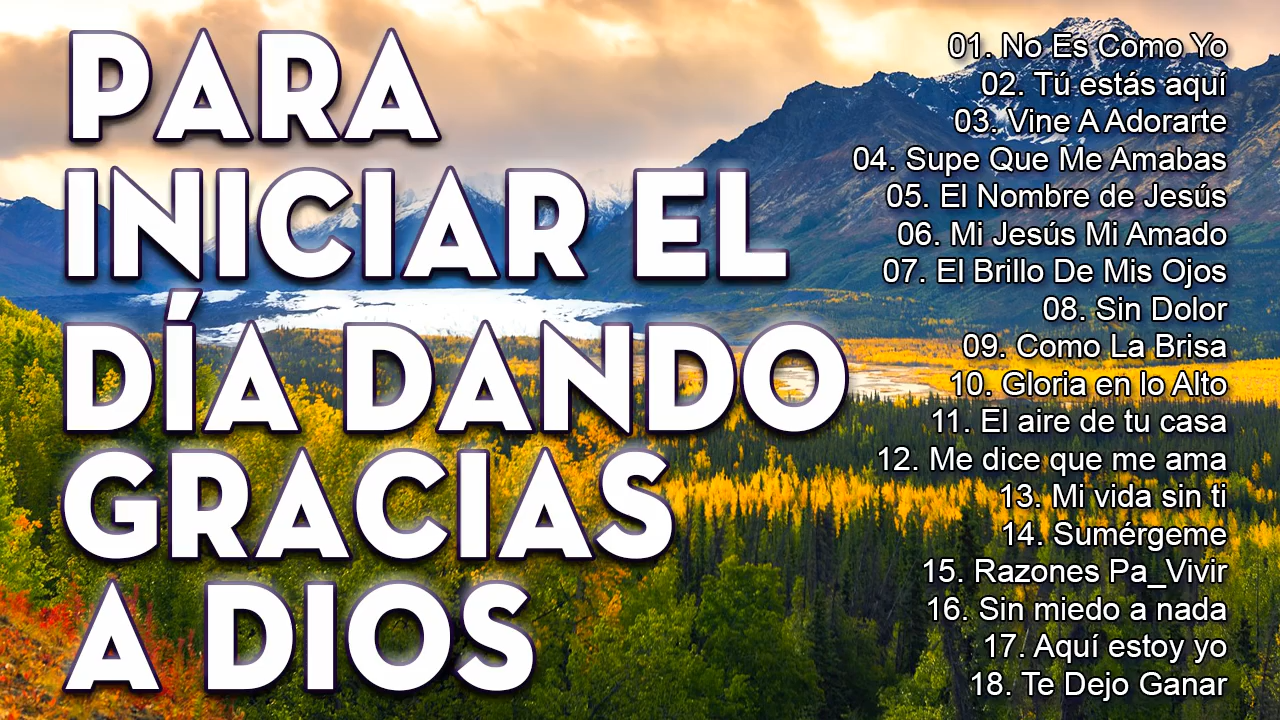 PARA
INICIAR EL
DÍA DANDO
GRACIAS
A DIOS
01. No Es Como Yo
02. Tú estás aquí
03. Vine A Adorarte
04. Supe Que Me Amabas
05. El Nombre de Jesús
06. Mi Jesús Mi Amado
07. El Brillo De Mis Ojos
08. Sin Dolor
09. Como La Brisa
10. Gloria en lo Alto
11. El aire de tu casa
12. Me dice que me ama
13. Mi vida sin ti
14. Sumérgeme
15. Razones Pa_Vivir
16. Sin miedo a nada
17. Aquí estoy yo
18. Te Dejo Ganar